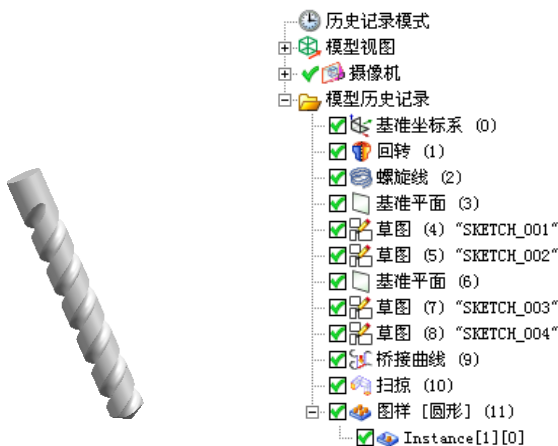 历史记录模式
模型视图
摄像机
模型历史记录
基准坐标系 (0)
回转 (1)
螺旋线 (2)
基准平面 (3)
草图 (4) "SKETCH_001"
草图 (5) "SKETCH_002"
基准平面 (6)
草图 (7) "SKETCH_003"
草图 (8) "SKETCH_004"
桥接曲线 (9)
扫掠 (10)
图样 [圆形] (11)
Instance[1][0]